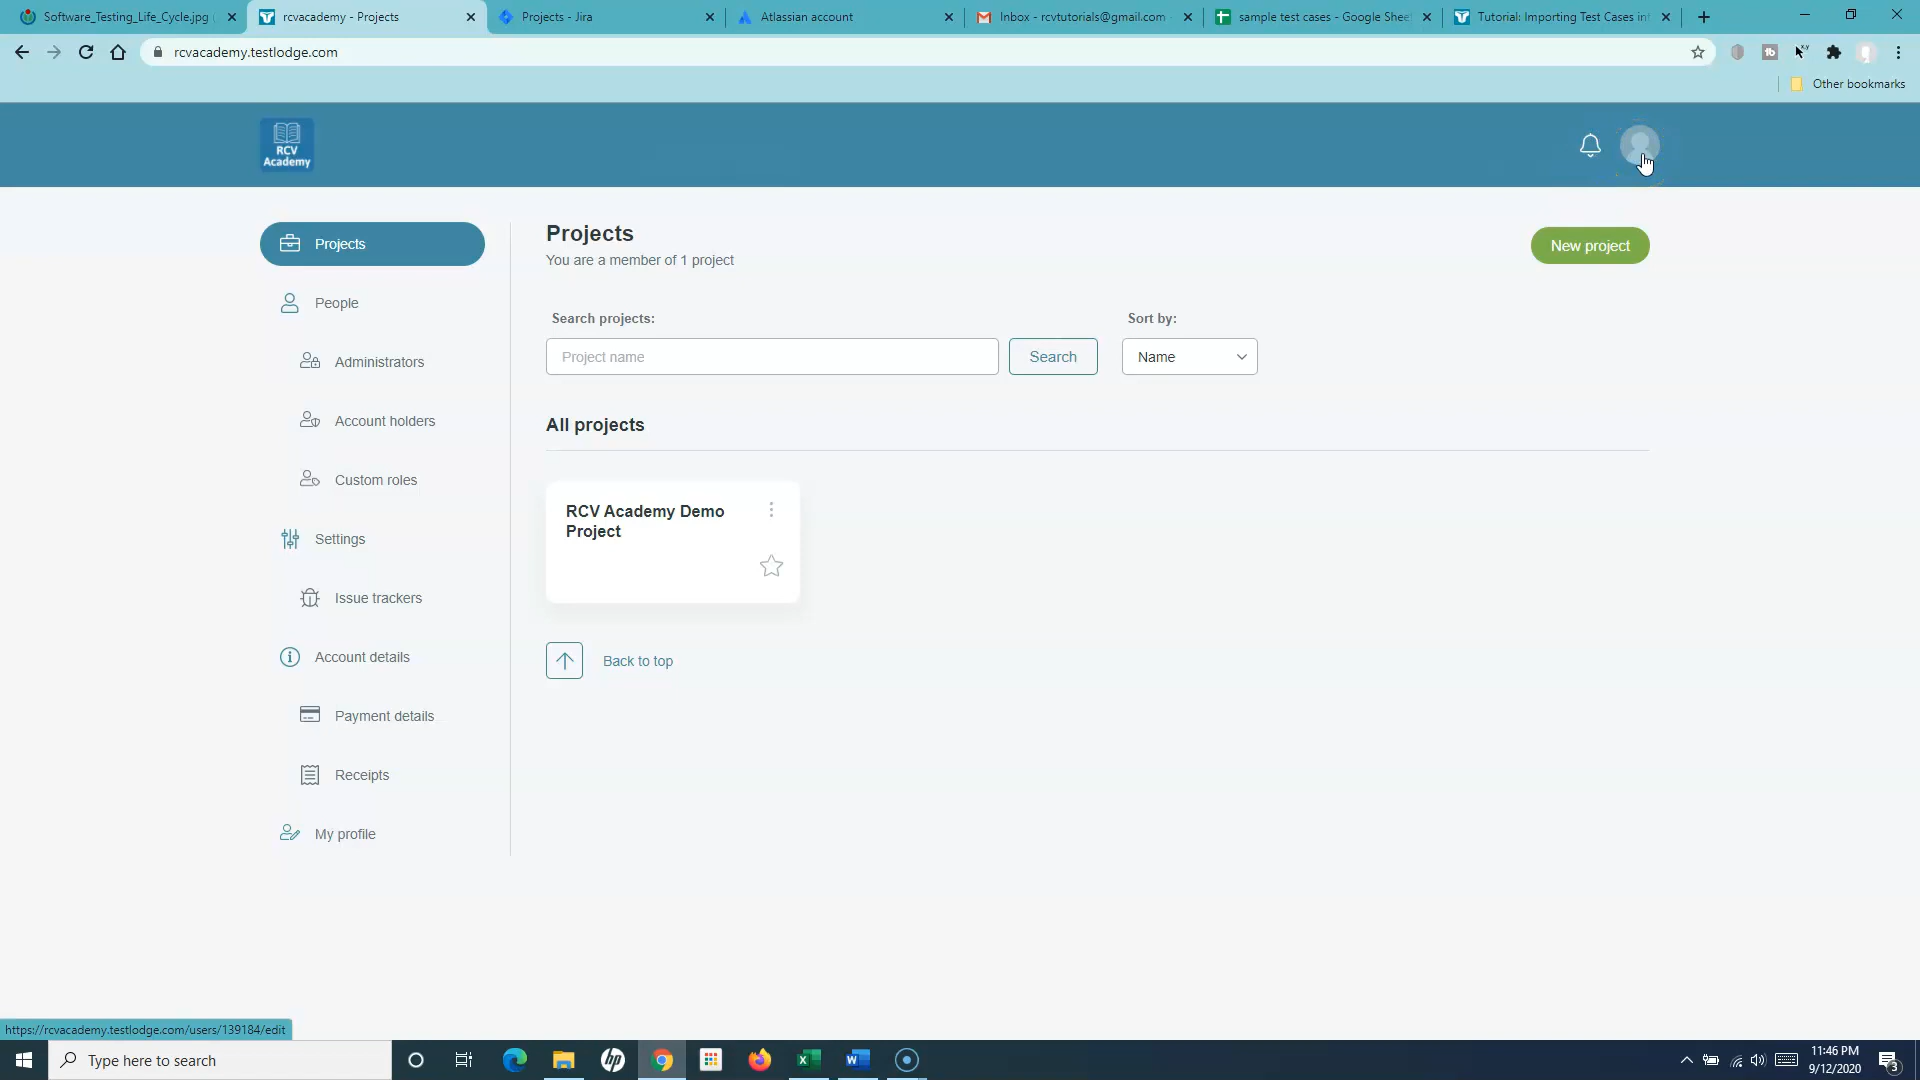 Software_Testing_Life_Cycle.jpg
rcvacademy - Projects
Projects - Jira
Atlassian account
Inbox - rcvtutorials@gmail.com
sample test cases - Google Shee
Tutorial: Importing Test Cases in
rcvacademy.testlodge.com
Other bookmarks
RCV
Academy
Projects
People
Administrators
Account holders
Custom roles
Settings
Issue trackers
Account details
Payment details
Receipts
My profile
Projects
You are a member of 1 project
New project
Search projects:
Sort by:
Project name
Search
Name
All projects
RCV Academy Demo
Project
Back to top
https://rcvacademy.testlodge.com/users/139184/edit
Type here to search
11:46 PM
9/12/2020
3